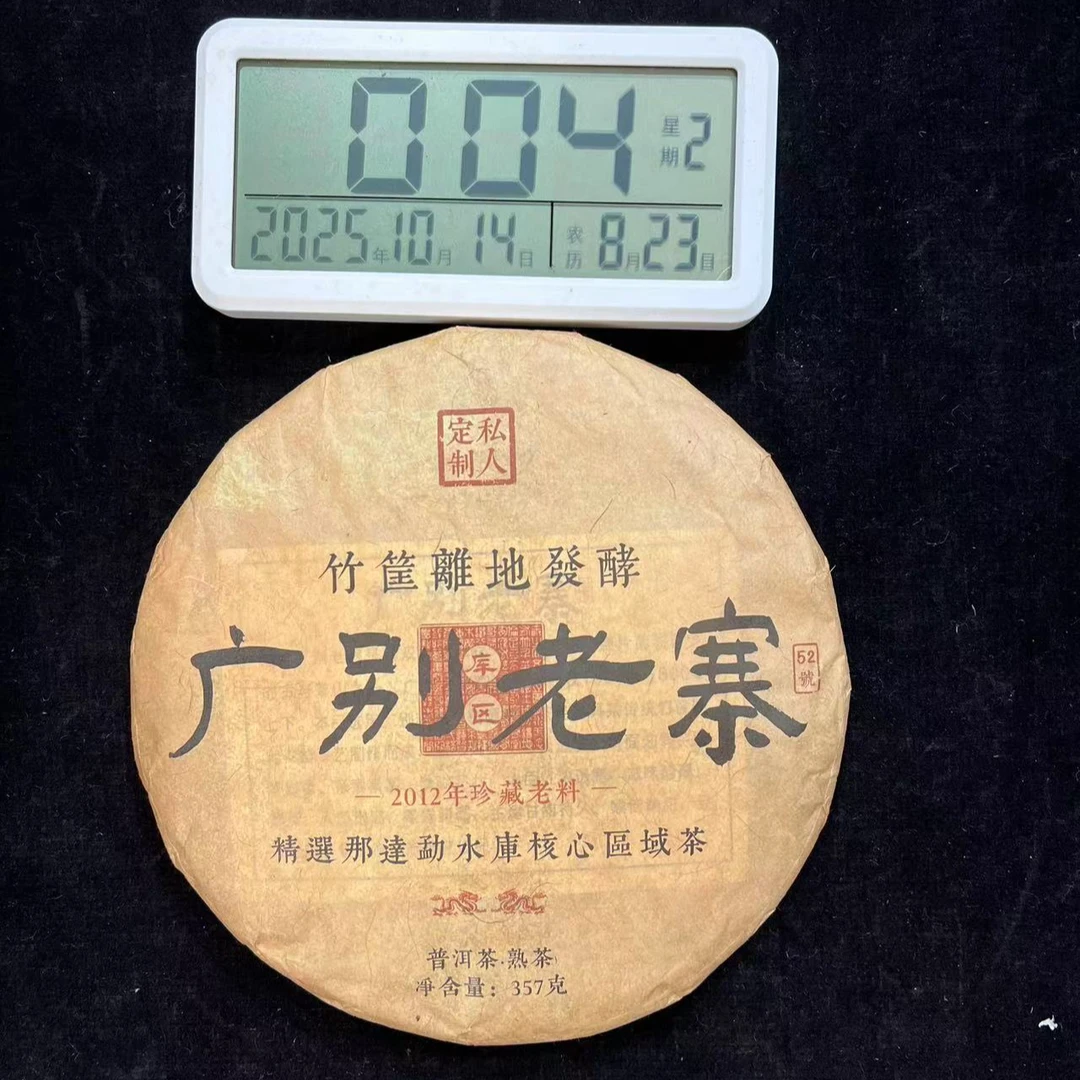 004 星期2
2025年10月14日 农历8月23日
私人
定制
竹筐離地發酵
广别老寨
库区
52號
2012年珍藏老料
精選那達勐水庫核心區域茶
普洱茶·熟茶
凈含量：357克